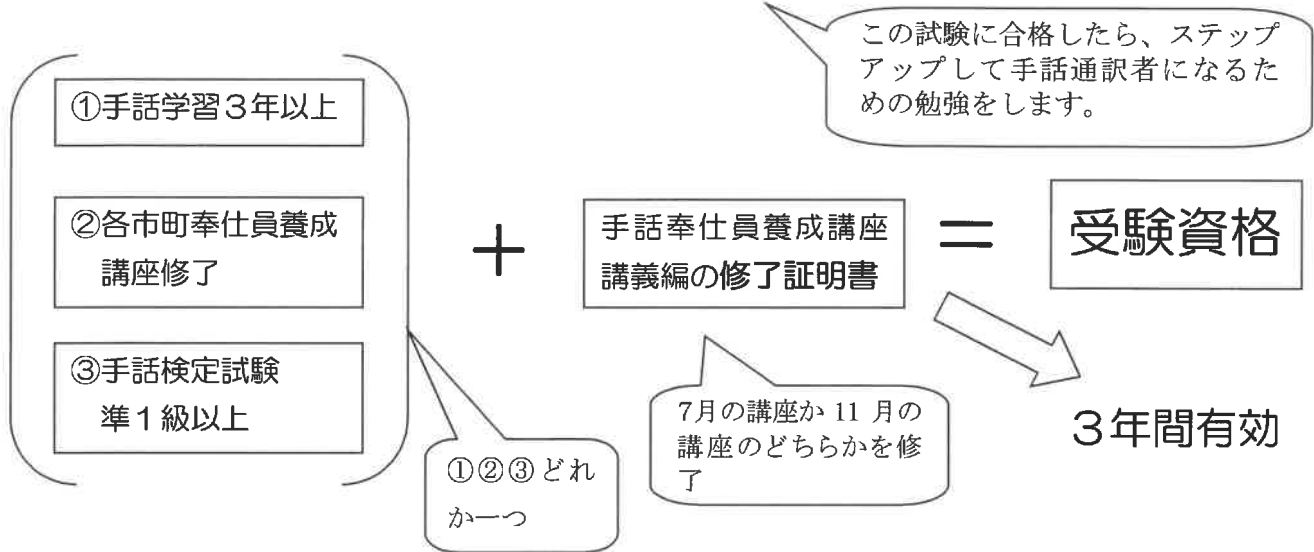 この試験に合格したら、ステップ
アップして手話通訳者になるた
めの勉強をします。
①手話学習３年以上
②各市町奉仕員養成
講座修了
③手話検定試験
準１級以上
①②③どれ
か一つ
＋
手話奉仕員養成講座
講義編の修了証明書
7月の講座か 11 月の
講座のどちらかを修
了
＝
受験資格
３年間有効